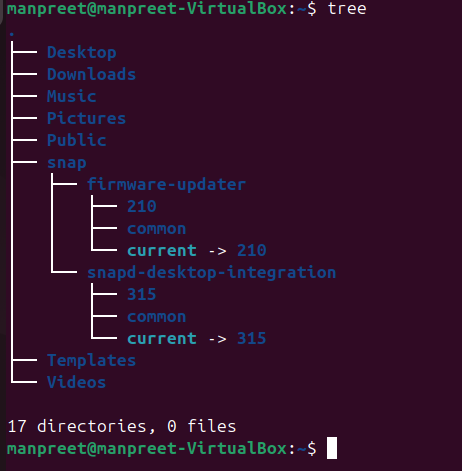 manpreet@manpreet-VirtualBox:~$ tree
.
├── Desktop
├── Downloads
├── Music
├── Pictures
├── Public
├── snap
│   ├── firmware-updater
│   │   ├── 210
│   │   ├── common
│   │   └── current -> 210
│   └── snapd-desktop-integration
│       ├── 315
│       ├── common
│       └── current -> 315
├── Templates
└── Videos

17 directories, 0 files
manpreet@manpreet-VirtualBox:~$